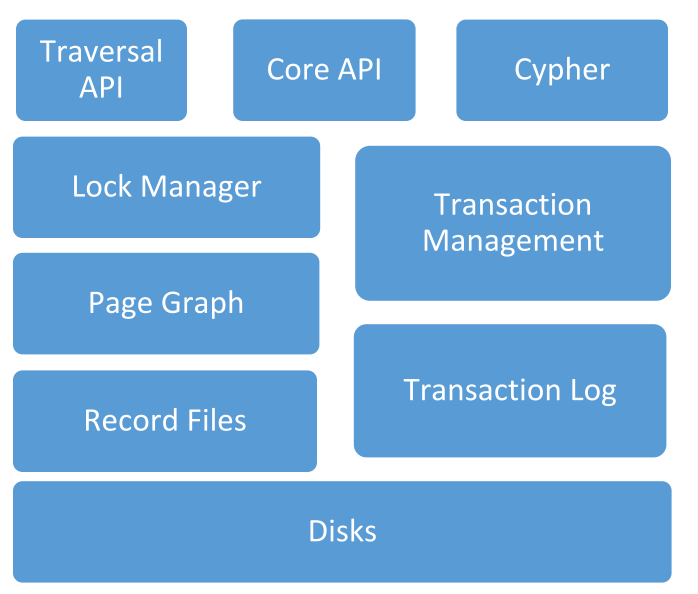 Traversal
API
Core API
Cypher
Lock Manager
Transaction
Management
Page Graph
Transaction Log
Record Files
Disks